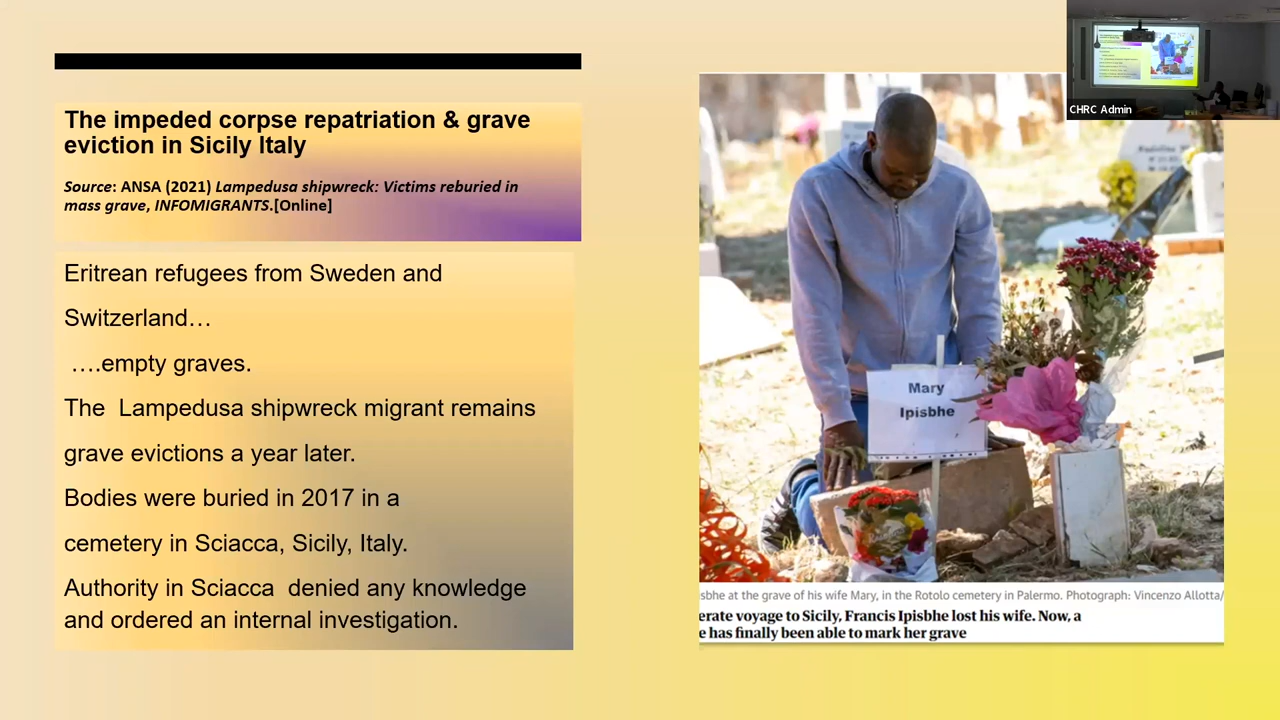 The impeded corpse repatriation & grave
eviction in Sicily Italy
Source: ANSA (2021) Lampedusa shipwreck: Victims reburied in
mass grave, INFOMIGRANTS.[Online]
Eritrean refugees from Sweden and
Switzerland…
….empty graves.
The Lampedusa shipwreck migrant remains
grave evictions a year later.
Bodies were buried in 2017 in a
cemetery in Sciacca, Sicily, Italy.
Authority in Sciacca denied any knowledge
and ordered an internal investigation.
CHRC Admin
Mary
Ipisbhe
sbhe at the grave of his wife Mary, in the Rotolo cemetery in Palermo. Photograph: Vincenzo Allotta/
erate voyage to Sicily, Francis Ipisbhe lost his wife. Now, a
e has finally been able to mark her grave